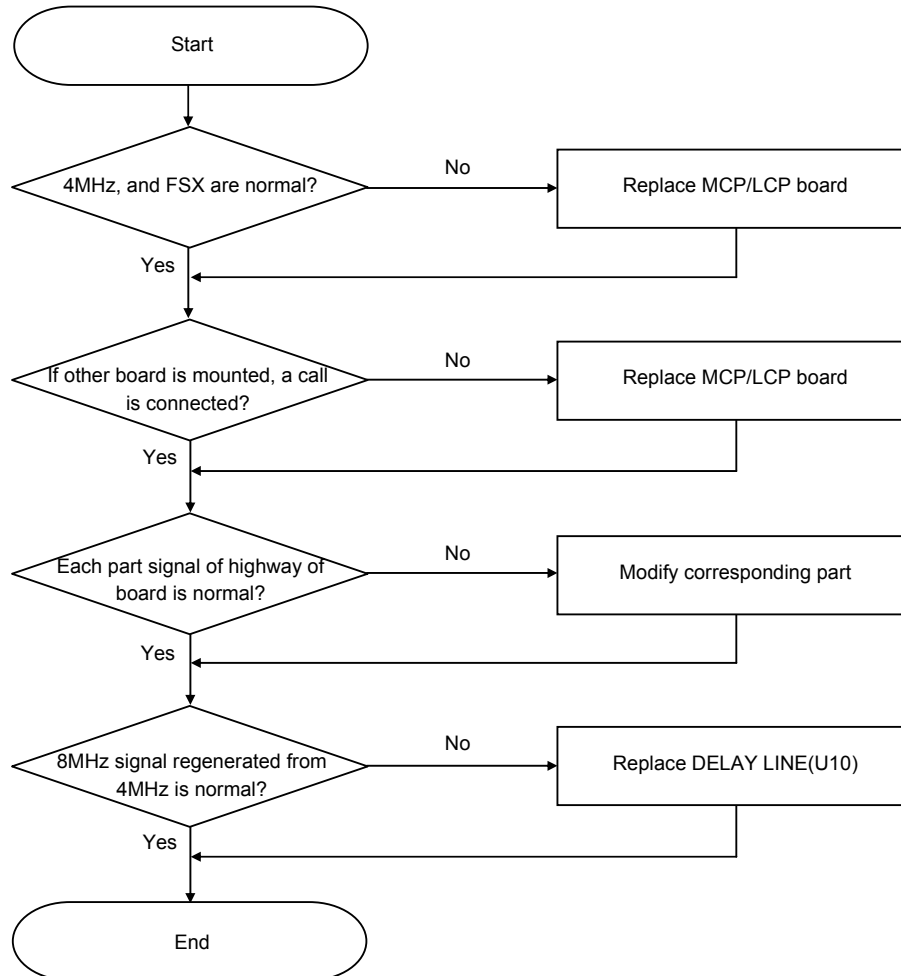 Start
4MHz, and FSX are normal?
No
Replace MCP/LCP board
Yes
If other board is mounted, a call
is connected?
No
Replace MCP/LCP board
Yes
Each part signal of highway of
board is normal?
No
Modify corresponding part
Yes
8MHz signal regenerated from
4MHz is normal?
No
Replace DELAY LINE(U10)
Yes
End